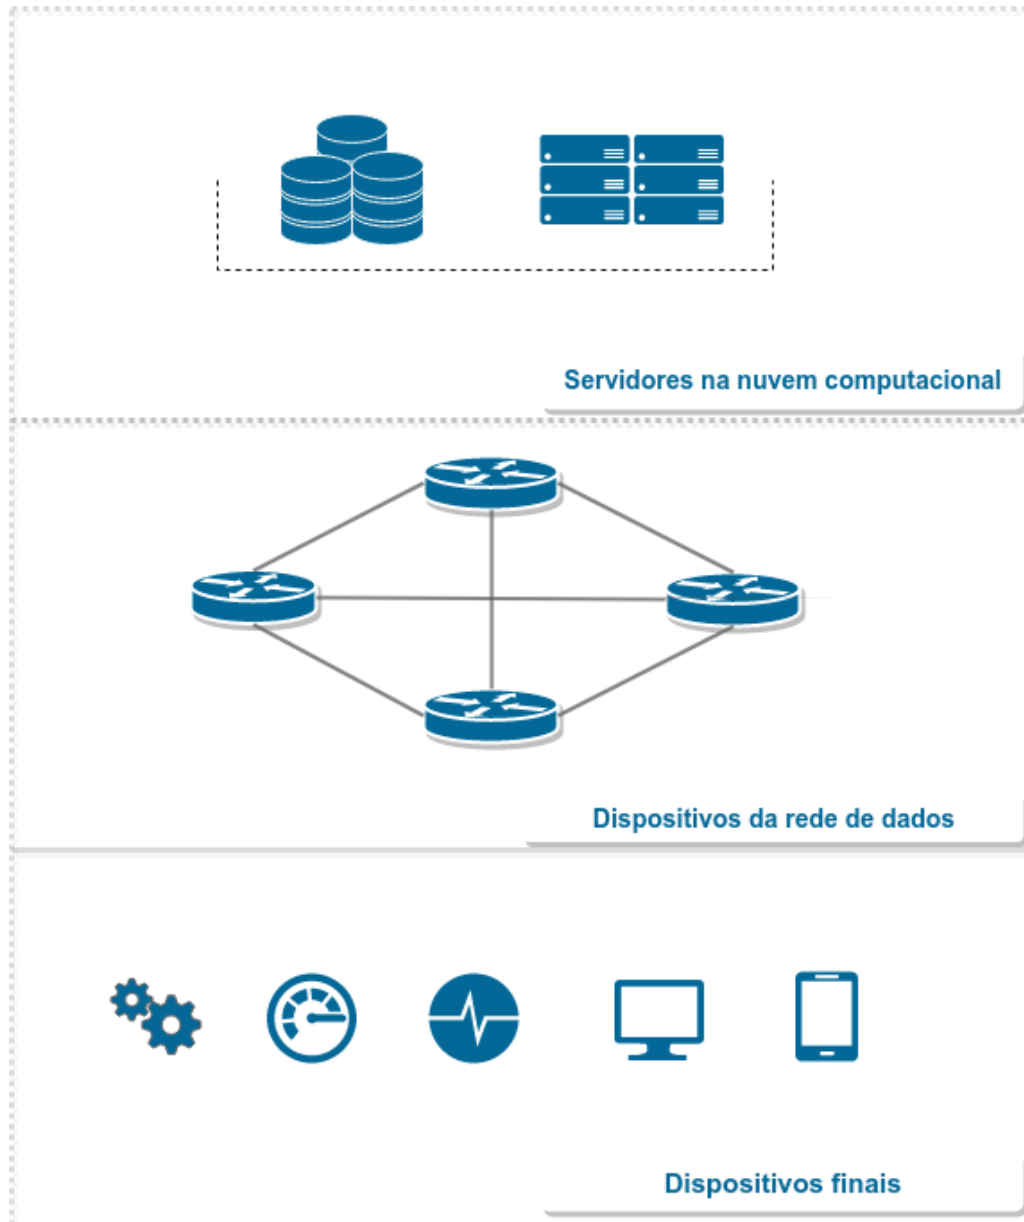 Servidores na nuvem computacional
Dispositivos da rede de dados
Dispositivos finais